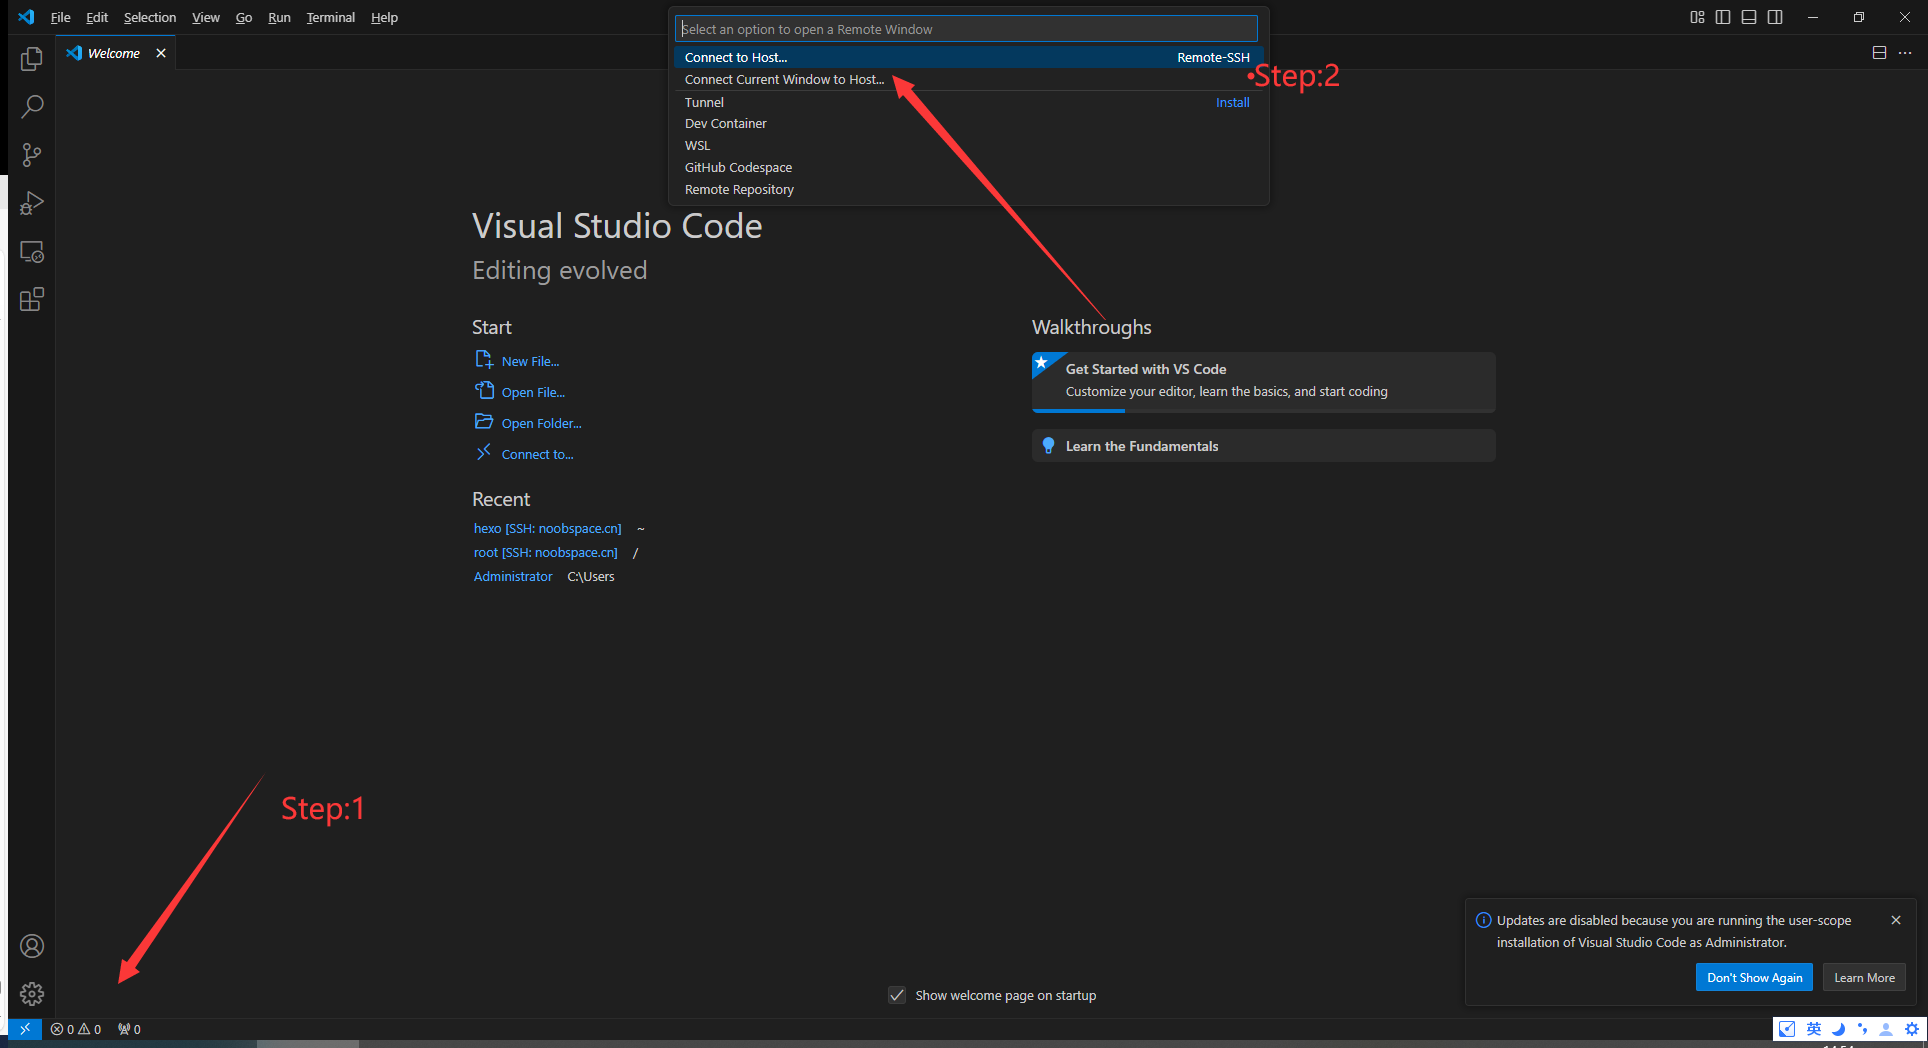 File Edit Selection View Go Run Terminal Help
Select an option to open a Remote Window
Welcome
Connect to Host... Remote-SSH
Connect Current Window to Host...
Step:2
Tunnel Install
Dev Container
WSL
GitHub Codespace
Remote Repository
Visual Studio Code
Editing evolved
Start
New File...
Open File...
Open Folder...
Connect to...
Walkthroughs
Get Started with VS Code
Customize your editor, learn the basics, and start coding
Learn the Fundamentals
Recent
hexo [SSH: noobspace.cn] ~
root [SSH: noobspace.cn] /
Administrator C:\Users
Step:1
Updates are disabled because you are running the user-scope
installation of Visual Studio Code as Administrator.
Don't Show Again Learn More
Show welcome page on startup
0 0 0
英